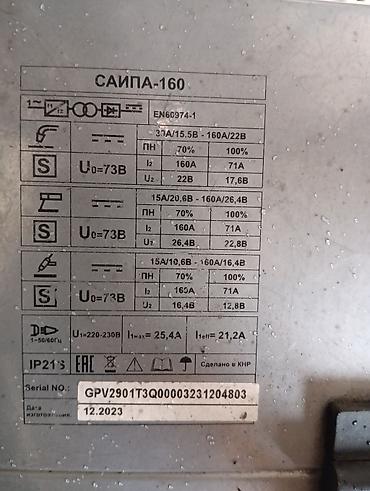 САИПА-160
1~ EN60974-1
30А/15.5В - 160А/22В
ПН 70% 100%
S U0=73В I2 160А 71А
U2 22В 17,6В
15А/20,6В - 160А/26,4В
ПН 70% 100%
S U0=73В I2 160А 71А
U2 26,4В 22,8В
15А/10,6В - 160А/16,4В
ПН 70% 100%
S U0=73В I2 160А 71А
U2 16,4В 12,8В
1~50/60Гц U1=220-230В I1max= 25,4А I1eff= 21,2А
IP21S EAC Сделано в КНР
Serial NO.: GPV2901T3Q00003231204803
Дата
изготовления: 12.2023